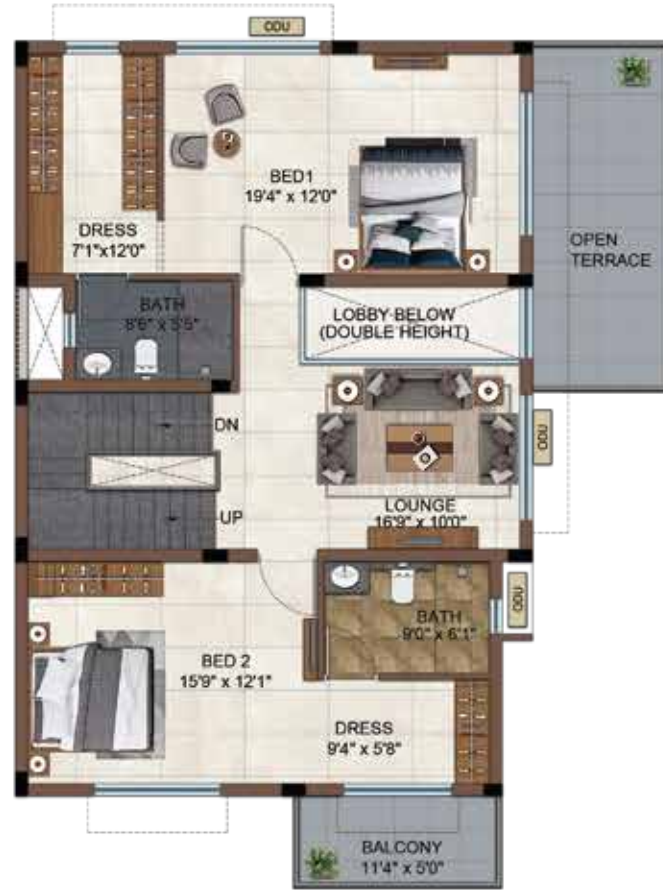 ODU
BED1
19'4" x 12'0"
DRESS
7'1"x12'0"
OPEN
TERRACE
BATH
8'6" x 5'5"
LOBBY BELOW
(DOUBLE HEIGHT)
DN
ODU
UP
LOUNGE
16'9" x 10'0"
ODU
BATH
9'0" x 6'1"
BED 2
15'9" x 12'1"
DRESS
9'4" x 5'8"
BALCONY
11'4" x 5'0"